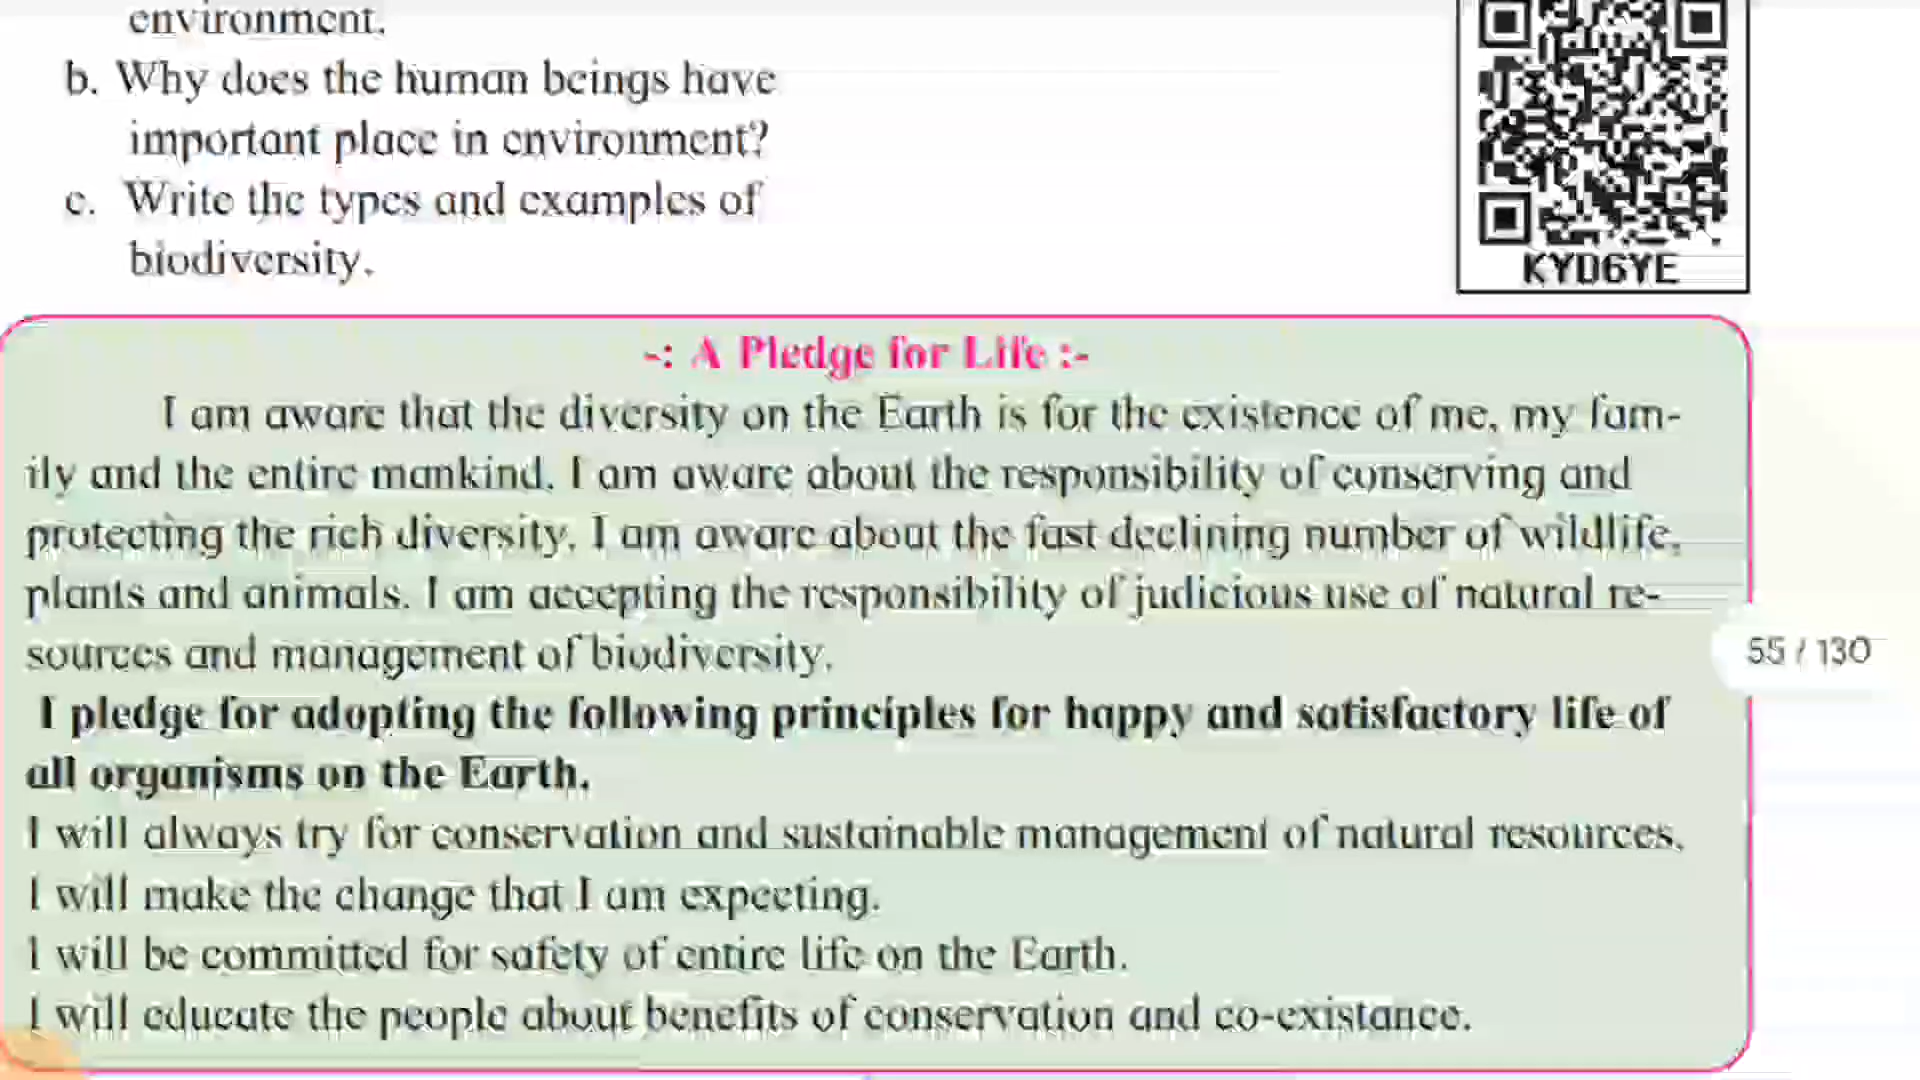 environment.
b. Why does the human beings have
important place in environment?
c. Write the types and examples of
biodiversity.
KYD6YE
-: A Pledge for Life :-
I am aware that the diversity on the Earth is for the existence of me, my fam-
ily and the entire mankind. I am aware about the responsibility of conserving and
protecting the rich diversity. I am aware about the fast declining number of wildlife,
plants and animals. I am accepting the responsibility of judicious use of natural re-
sources and management of biodiversity.
55 / 130
I pledge for adopting the following principles for happy and satisfactory life of
all organisms on the Earth.
I will always try for conservation and sustainable management of natural resources.
I will make the change that I am expecting.
I will be committed for safety of entire life on the Earth.
I will educate the people about benefits of conservation and co-existance.